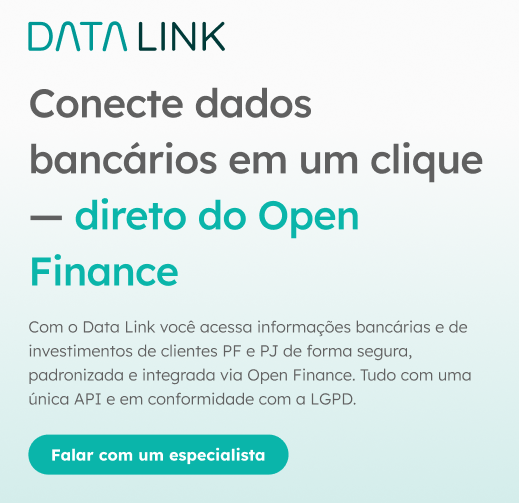 DATA LINK
Conecte dados
bancários em um clique
— direto do Open
Finance
Com o Data Link você acessa informações bancárias e de
investimentos de clientes PF e PJ de forma segura,
padronizada e integrada via Open Finance. Tudo com uma
única API e em conformidade com a LGPD.
Falar com um especialista